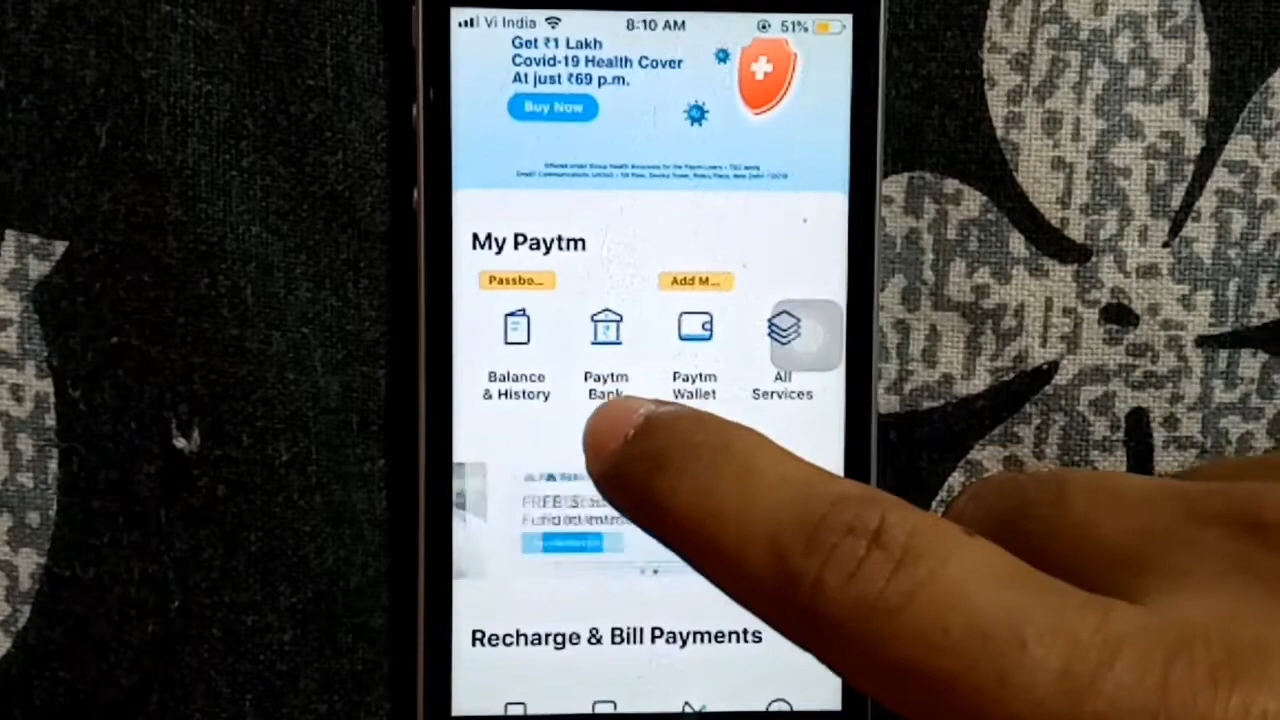 Vi India 8:10 AM 51%
Get ₹1 Lakh
Covid-19 Health Cover
At just ₹69 p.m.
Buy Now
My Paytm
Passbo... Add M...
Balance & History
Paytm Bank
Paytm Wallet
All Services
Recharge & Bill Payments